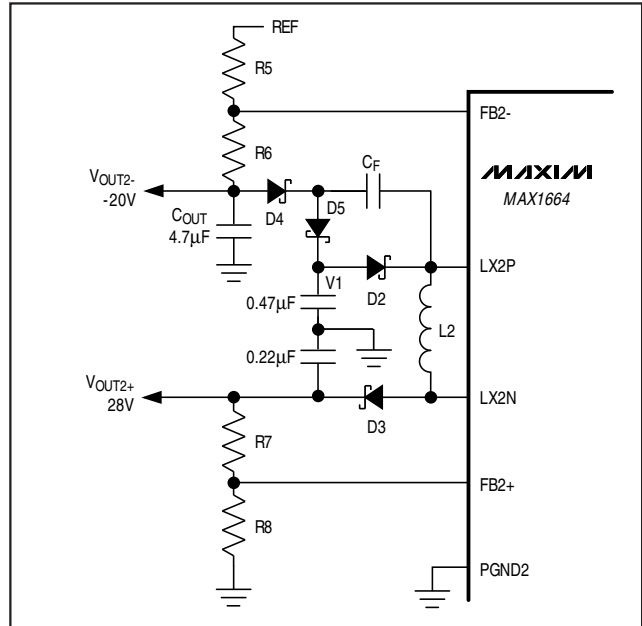 REF
R5
FB2-
R6
MAXIM
MAX1664
CF
VOUT2-
-20V
D4
D5
COUT
4.7µF
LX2P
V1
D2
0.47µF
L2
0.22µF
VOUT2+
28V
LX2N
D3
R7
FB2+
R8
PGND2